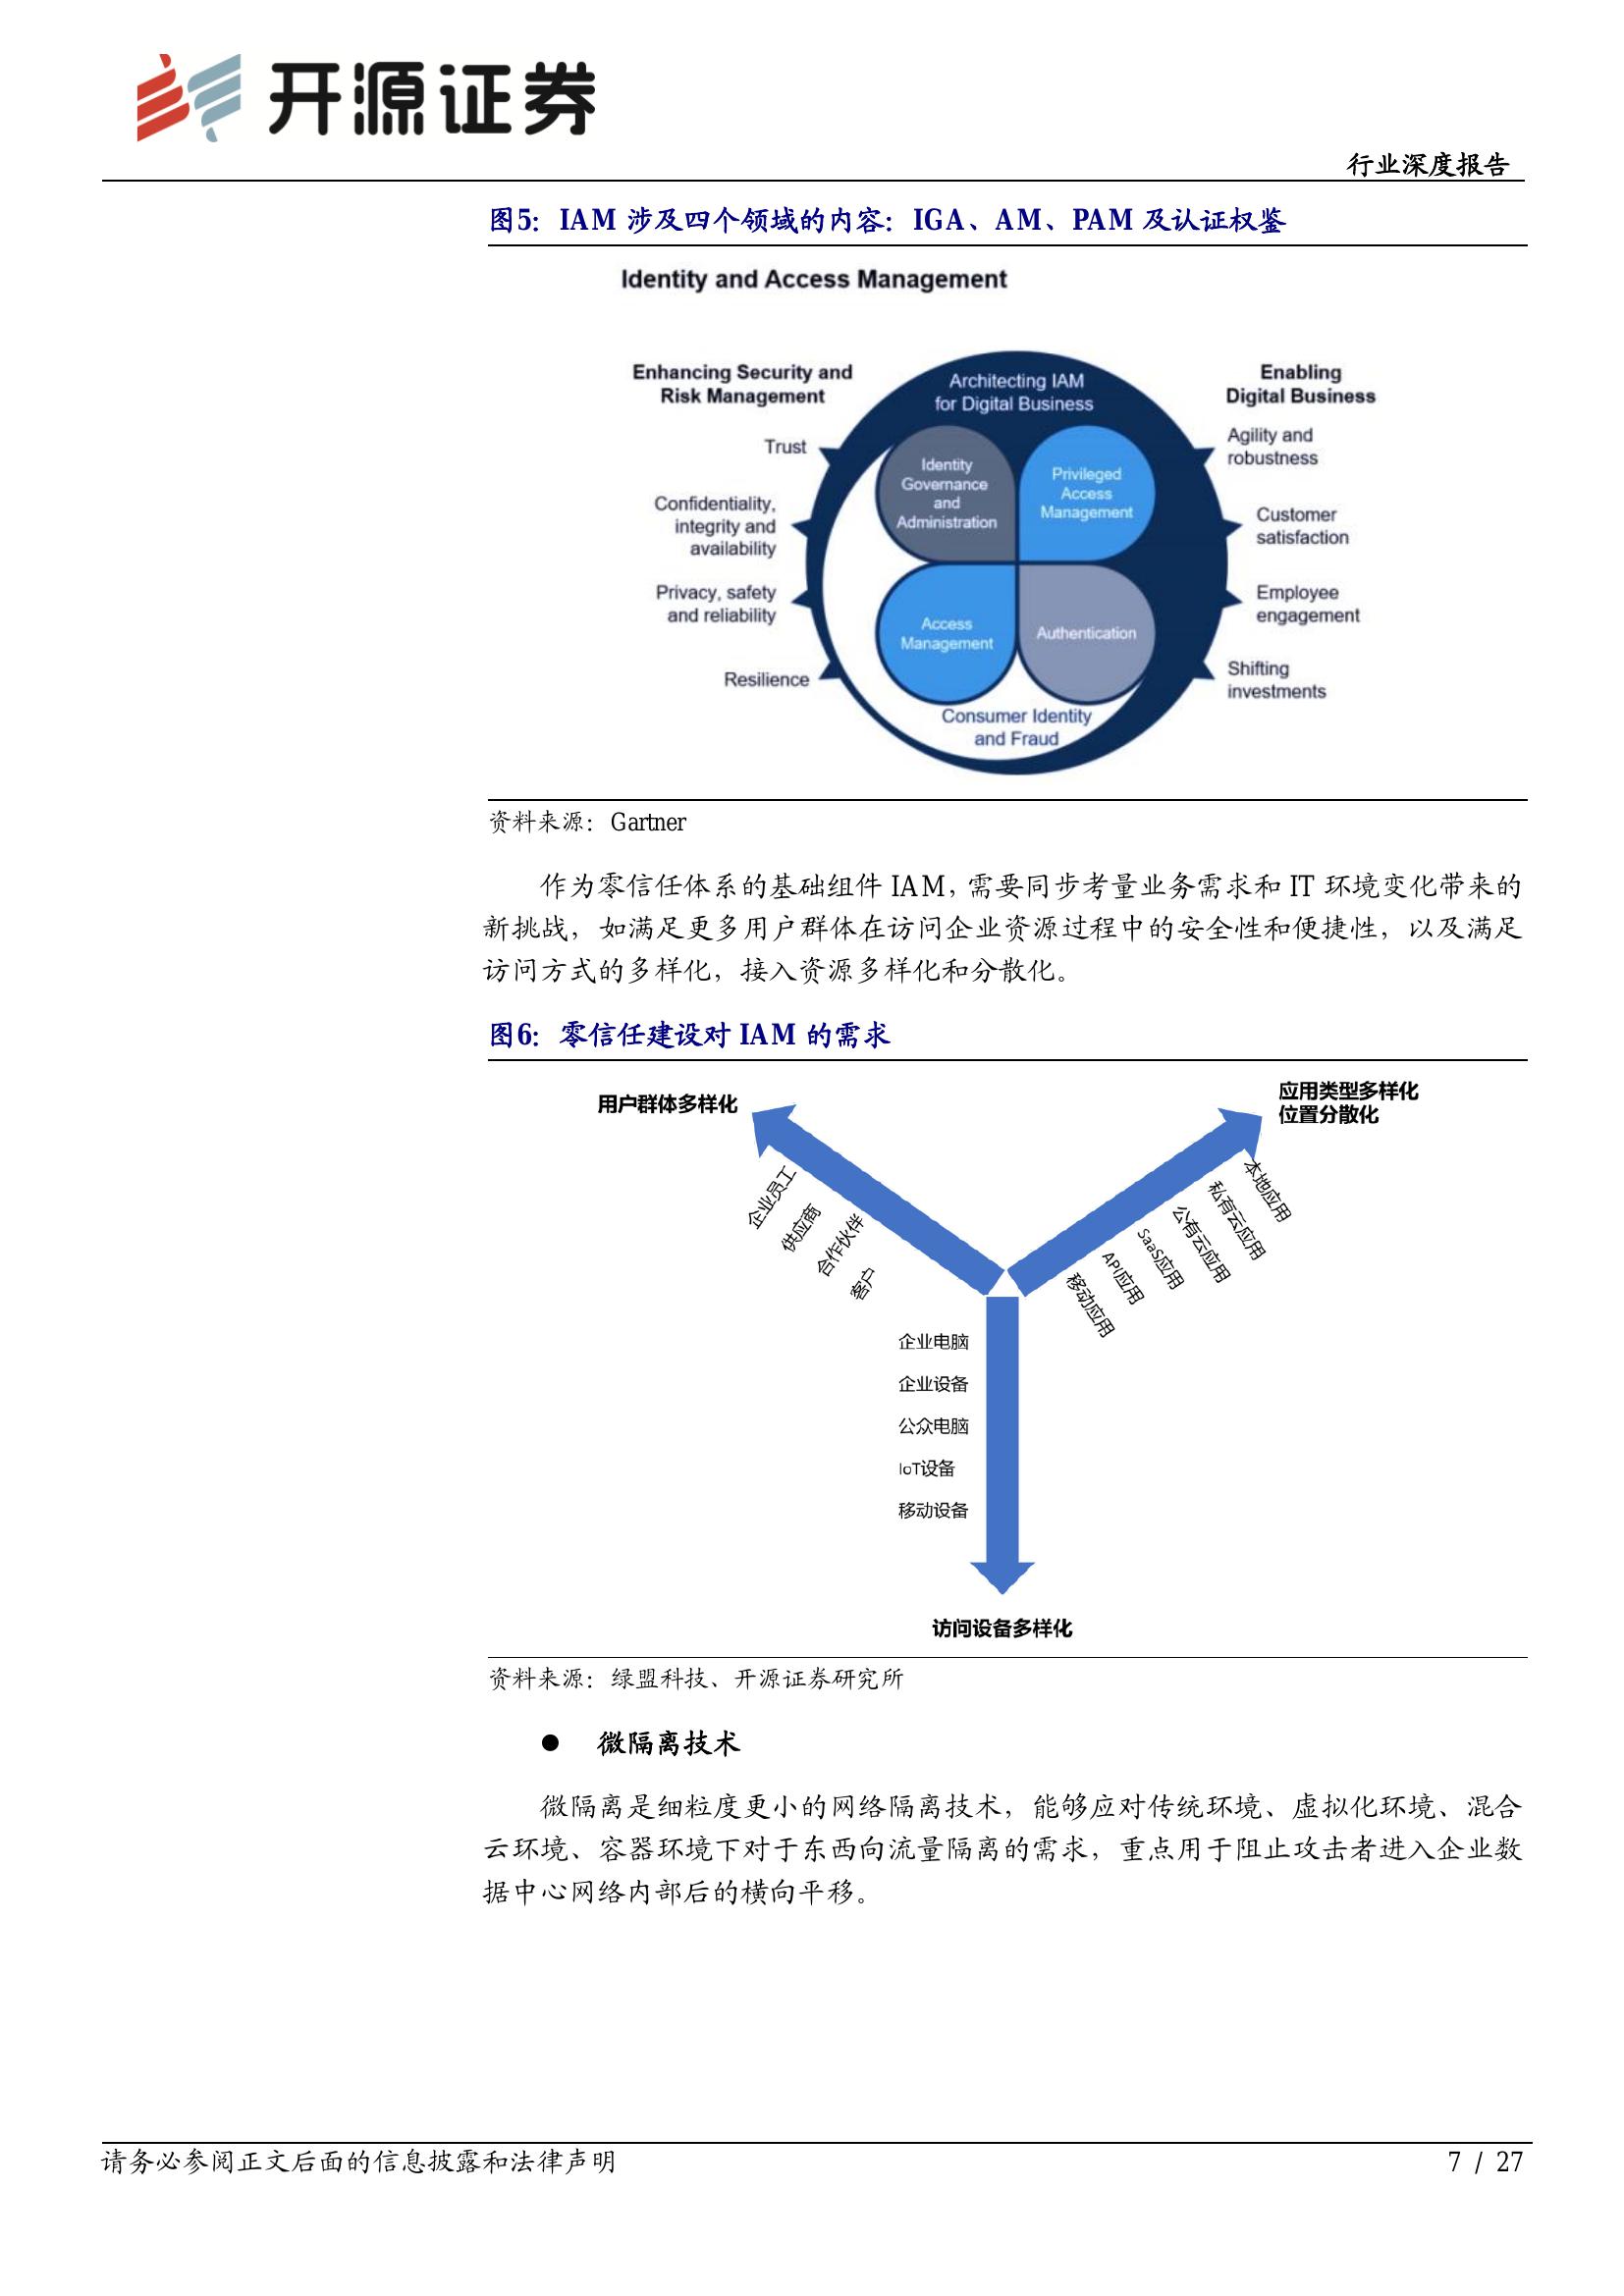 开源证券
行业深度报告
图5：IAM 涉及四个领域的内容：IGA、AM、PAM 及认证权鉴
Identity and Access Management
Enhancing Security and
Risk Management
Trust
Confidentiality,
integrity and
availability
Privacy, safety
and reliability
Resilience
Architecting IAM
for Digital Business
Identity
Governance
and
Administration
Privileged
Access
Management
Access
Management
Authentication
Consumer Identity
and Fraud
Enabling
Digital Business
Agility and
robustness
Customer
satisfaction
Employee
engagement
Shifting
investments
资料来源：Gartner
作为零信任体系的基础组件 IAM，需要同步考量业务需求和 IT 环境变化带来的
新挑战，如满足更多用户群体在访问企业资源过程中的安全性和便捷性，以及满足
访问方式的多样化，接入资源多样化和分散化。
图6：零信任建设对 IAM 的需求
用户群体多样化
企业员工
供应商
合作伙伴
客户
应用类型多样化
位置分散化
本地应用
私有云应用
公有云应用
SaaS应用
API应用
移动应用
企业电脑
企业设备
公众电脑
IoT设备
移动设备
访问设备多样化
资料来源：绿盟科技、开源证券研究所
● 微隔离技术
微隔离是细粒度更小的网络隔离技术，能够应对传统环境、虚拟化环境、混合
云环境、容器环境下对于东西向流量隔离的需求，重点用于阻止攻击者进入企业数
据中心网络内部后的横向平移。
请务必参阅正文后面的信息披露和法律声明
7 / 27